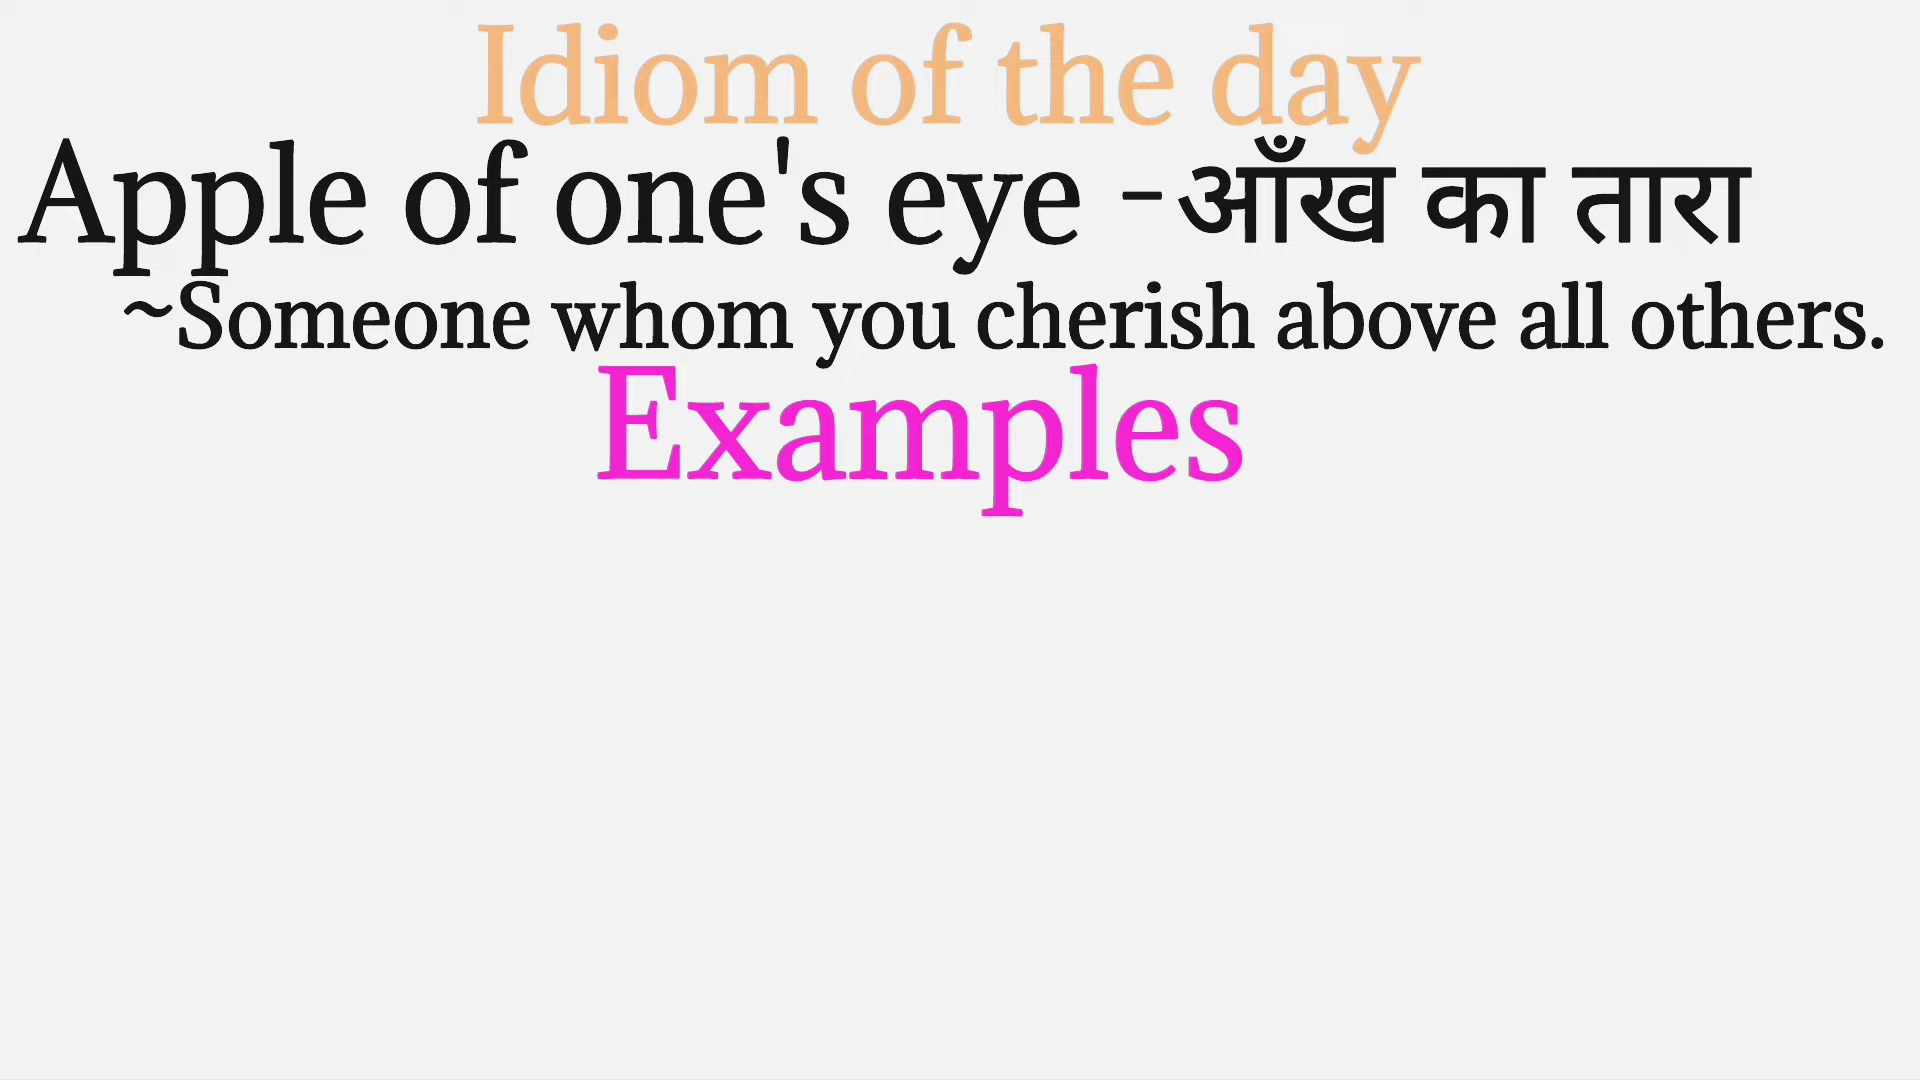 Idiom of the day
Apple of one's eye -आँख का तारा
~Someone whom you cherish above all others.
Examples